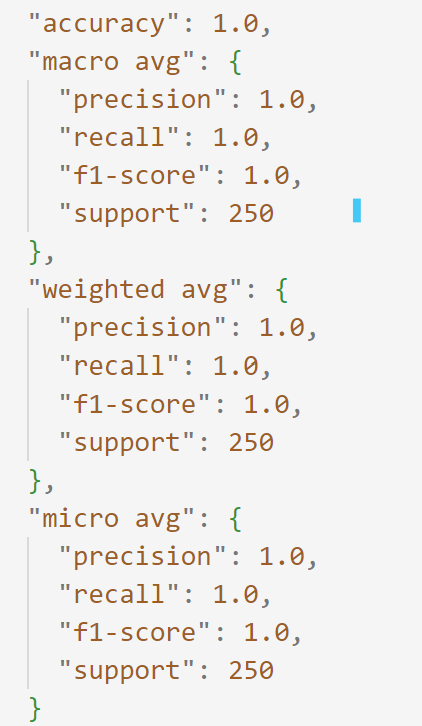 "accuracy": 1.0,
"macro avg": {
"precision": 1.0,
"recall": 1.0,
"f1-score": 1.0,
"support": 250
},
"weighted avg": {
"precision": 1.0,
"recall": 1.0,
"f1-score": 1.0,
"support": 250
},
"micro avg": {
"precision": 1.0,
"recall": 1.0,
"f1-score": 1.0,
"support": 250
}